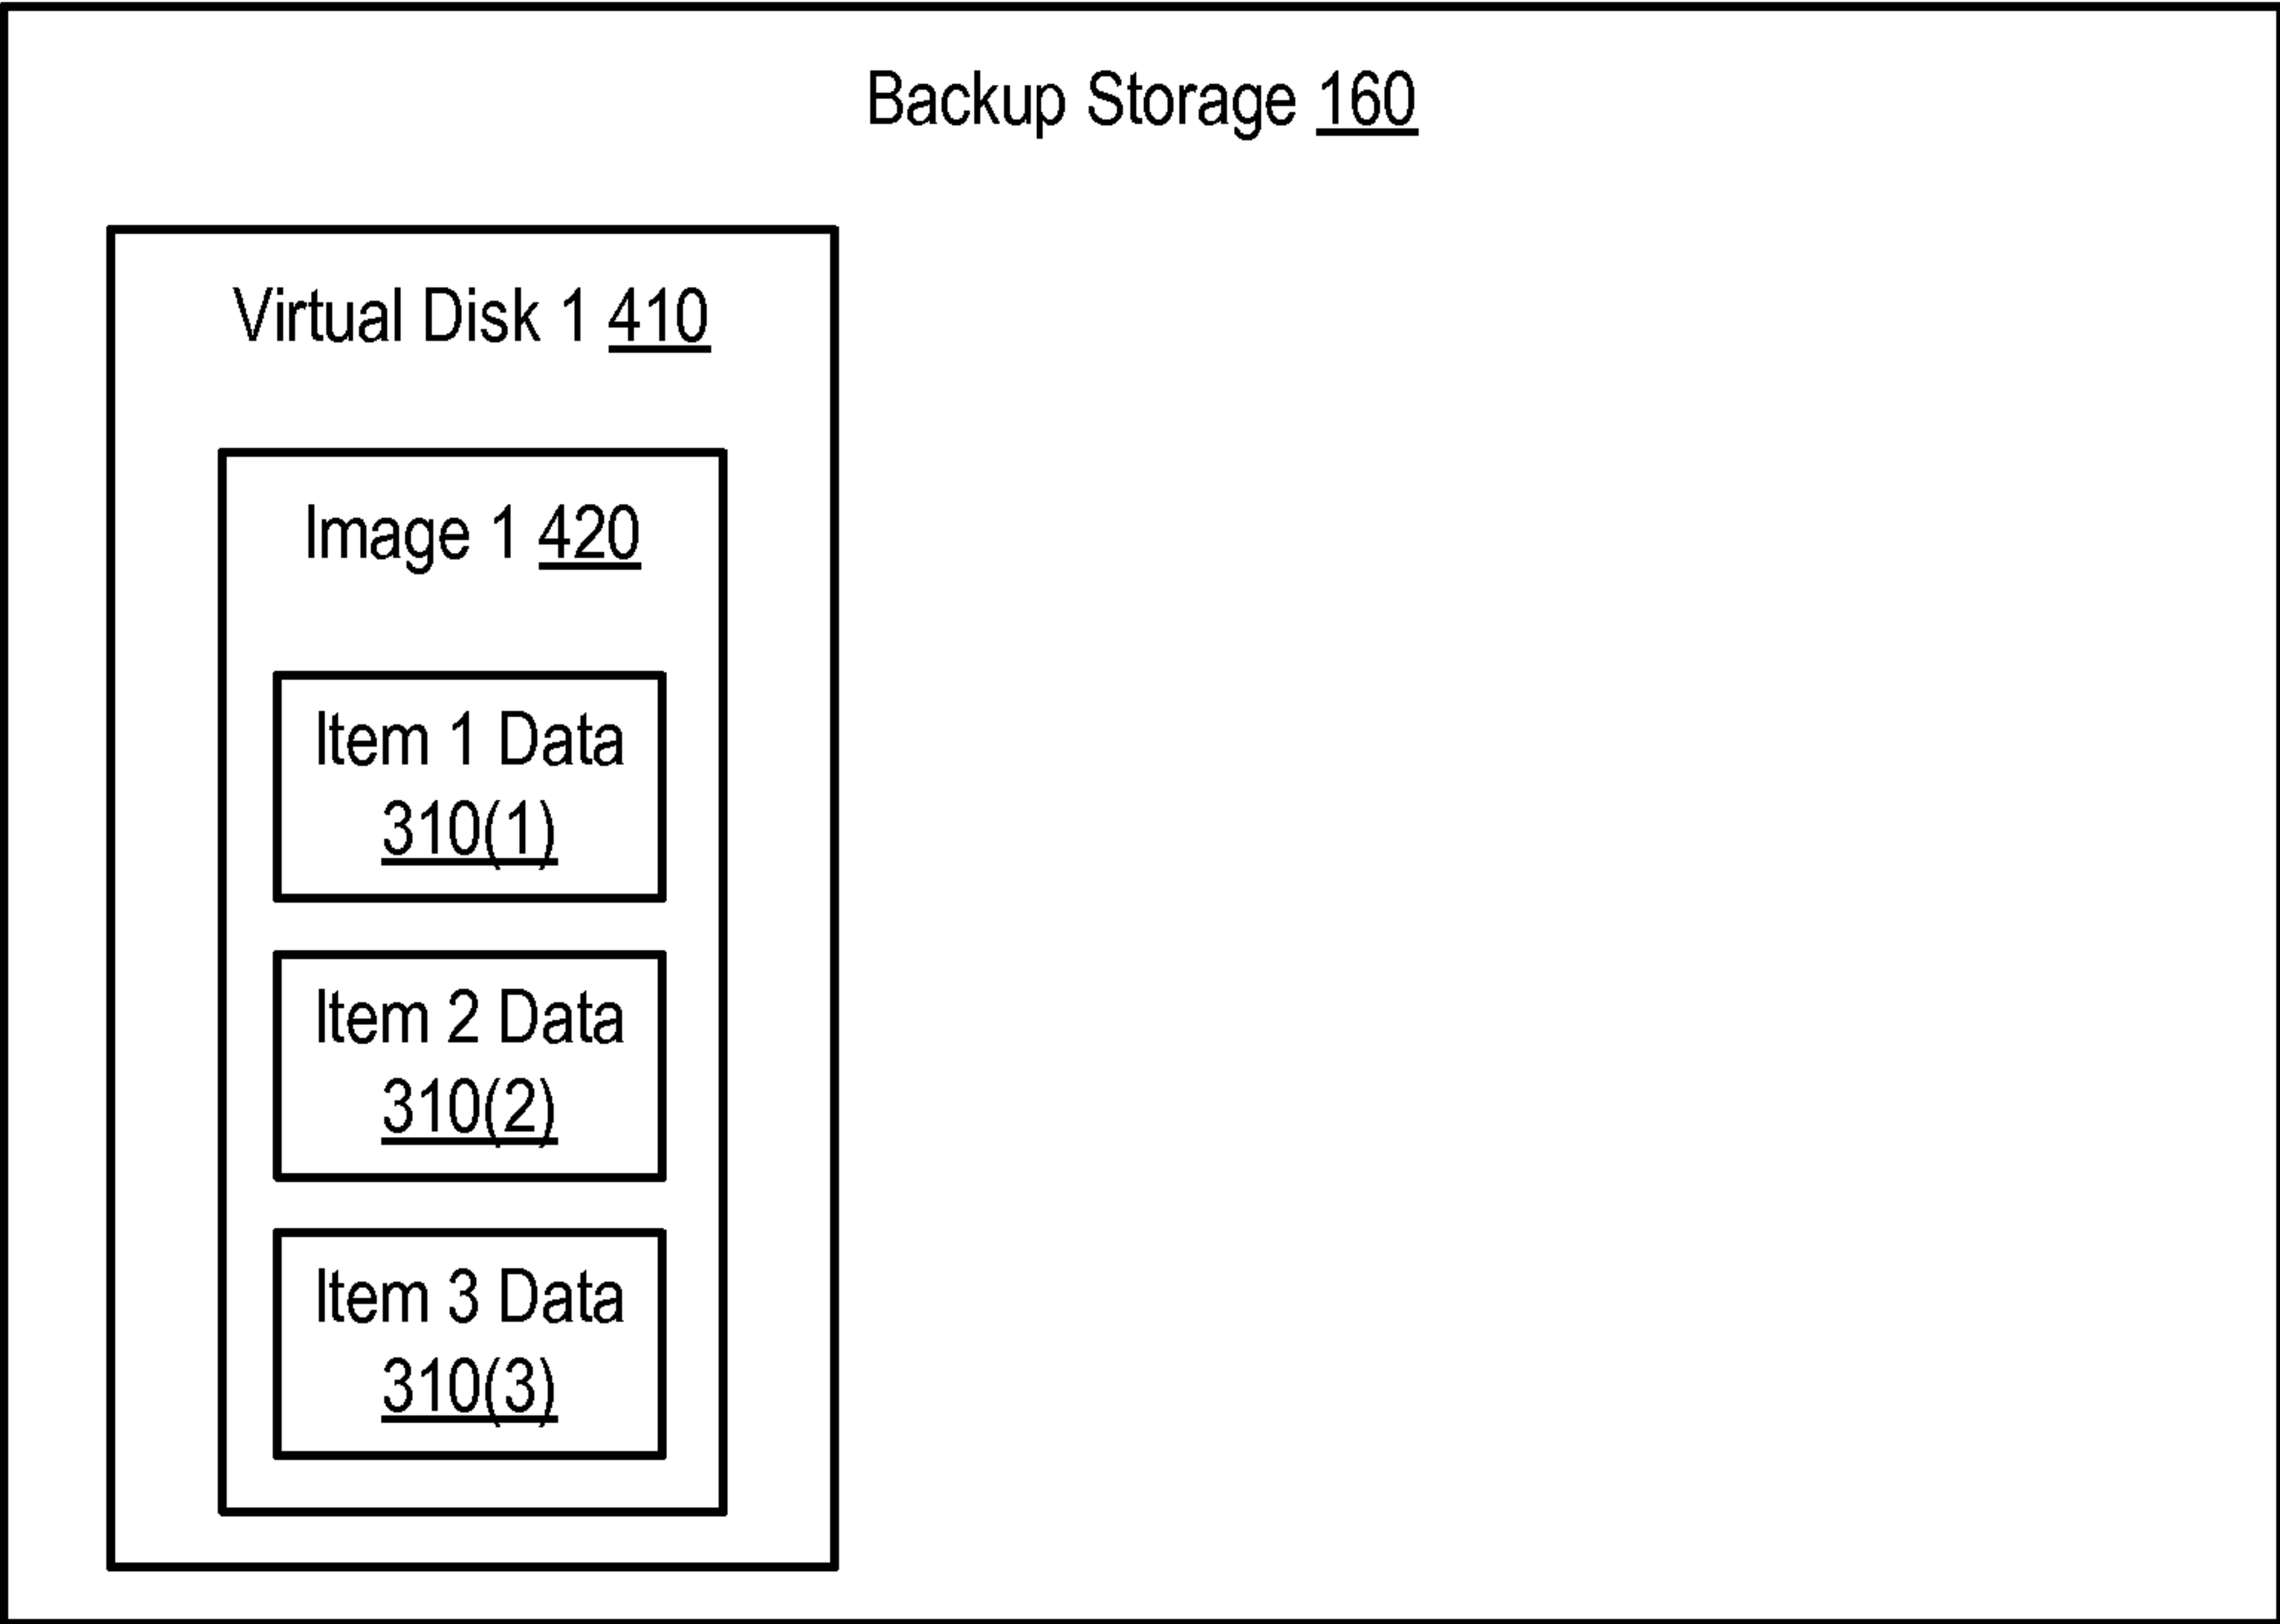 Backup Storage 160
Virtual Disk 1 410
Image 1 420
Item 1 Data
310(1)
Item 2 Data
310(2)
Item 3 Data
310(3)